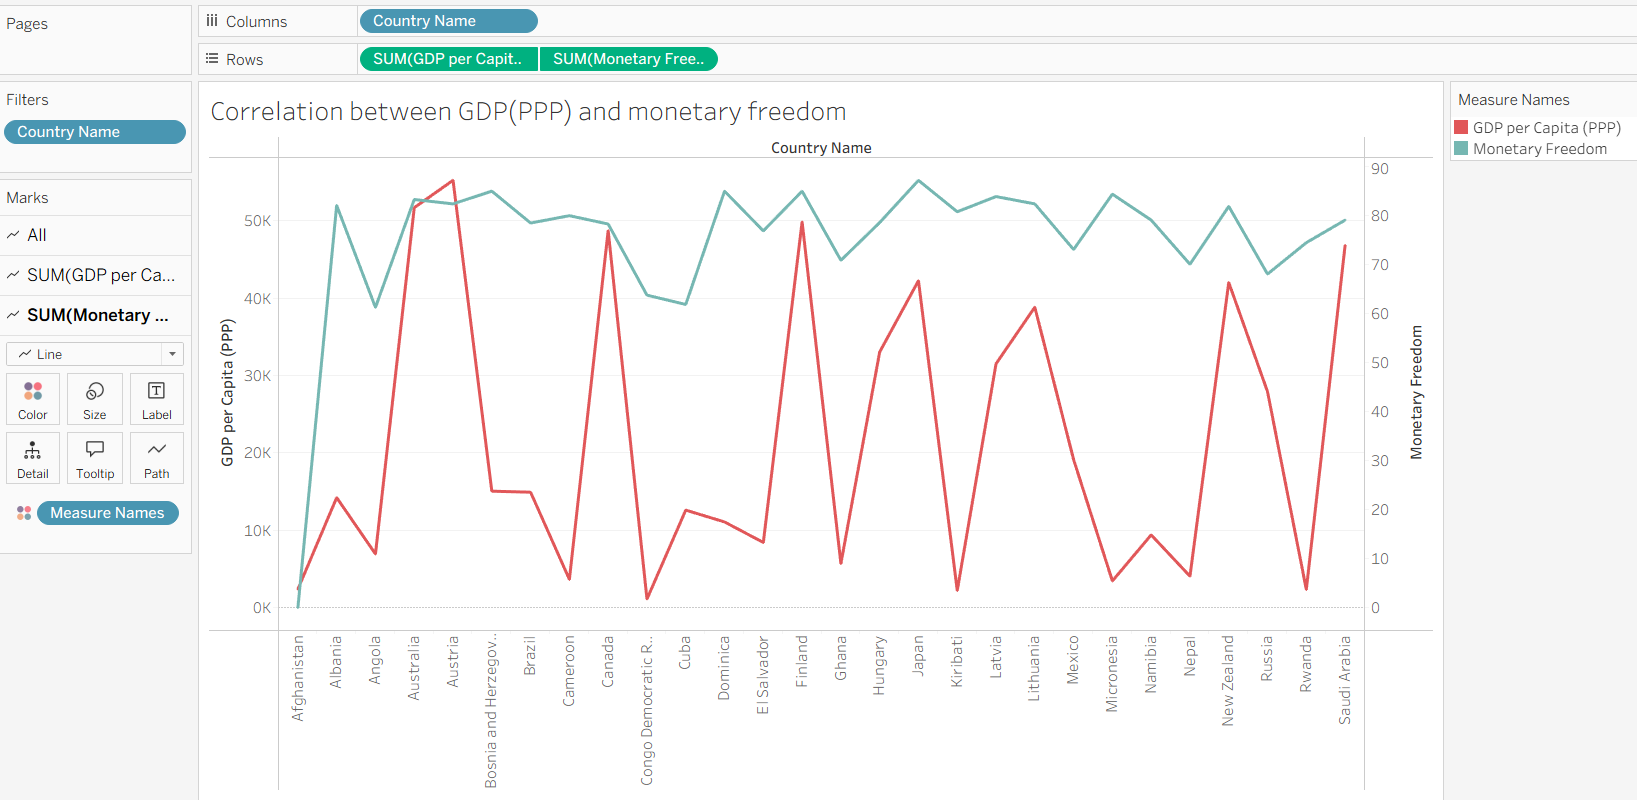 Pages
Columns
Country Name
Rows
SUM(GDP per Capit..
SUM(Monetary Free..
Filters
Country Name
Marks
All
SUM(GDP per Ca...
SUM(Monetary ...
Line
Color
Size
Label
Detail
Tooltip
Path
Measure Names
Correlation between GDP(PPP) and monetary freedom
Country Name
GDP per Capita (PPP)
50K
40K
30K
20K
10K
0K
90
80
70
60
50
40
30
20
10
0
Monetary Freedom
Afghanistan
Albania
Angola
Australia
Austria
Bosnia and Herzegov..
Brazil
Cameroon
Canada
Congo Democratic R..
Cuba
Dominica
El Salvador
Finland
Ghana
Hungary
Japan
Kiribati
Latvia
Lithuania
Mexico
Micronesia
Namibia
Nepal
New Zealand
Russia
Rwanda
Saudi Arabia
Measure Names
GDP per Capita (PPP)
Monetary Freedom